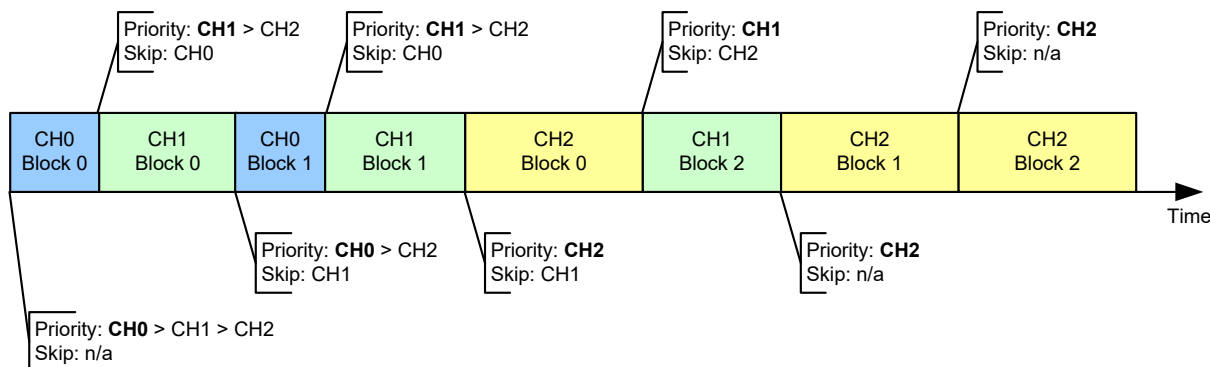 Priority: CH1 > CH2
Skip: CH0
Priority: CH1 > CH2
Skip: CH0
Priority: CH1
Skip: CH2
Priority: CH2
Skip: n/a
CH0
Block 0
CH1
Block 0
CH0
Block 1
CH1
Block 1
CH2
Block 0
CH1
Block 2
CH2
Block 1
CH2
Block 2
Time
Priority: CH0 > CH2
Skip: CH1
Priority: CH2
Skip: CH1
Priority: CH2
Skip: n/a
Priority: CH0 > CH1 > CH2
Skip: n/a